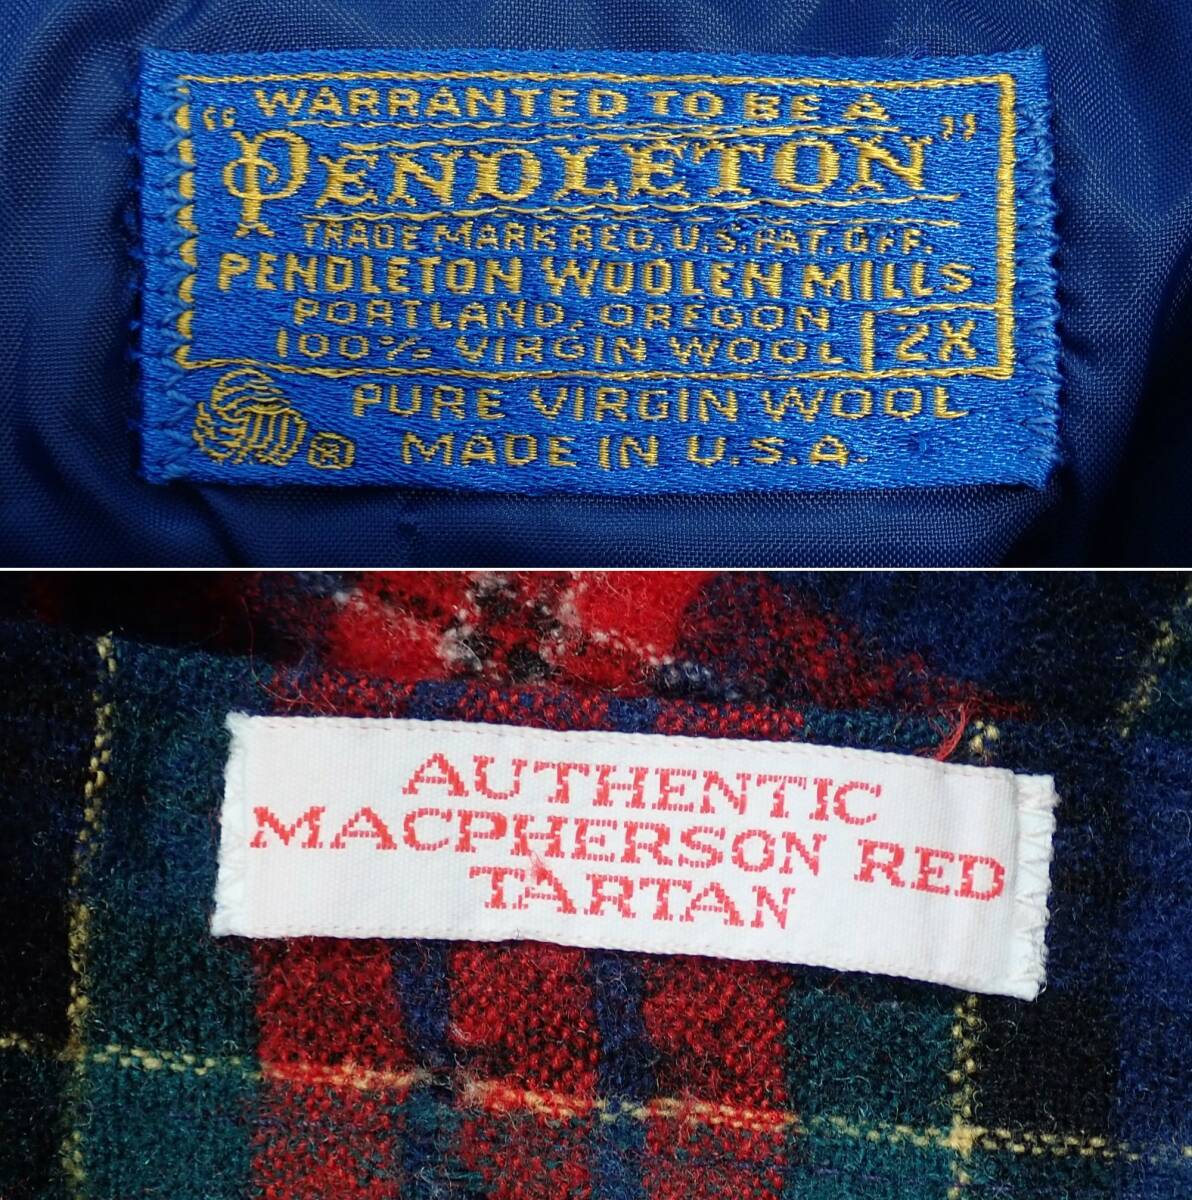 WARRANTED TO BE A
"PENDLETON"
TRADE MARK REG. U.S. PAT. OFF.
PENDLETON WOOLEN MILLS
PORTLAND, OREGON
100% VIRGIN WOOL 2X
PURE VIRGIN WOOL
® MADE IN U.S.A.
AUTHENTIC
MACPHERSON RED
TARTAN